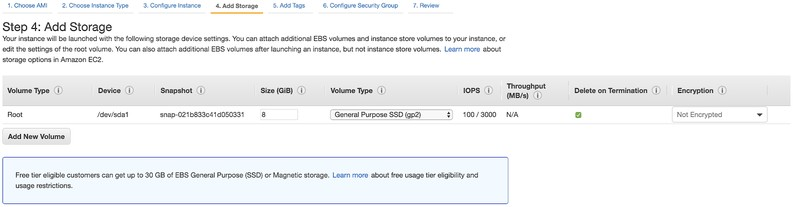 1. Choose AMI 2. Choose Instance Type 3. Configure Instance 4. Add Storage 5. Add Tags 6. Configure Security Group 7. Review
Step 4: Add Storage
Your instance will be launched with the following storage device settings. You can attach additional EBS volumes and instance store volumes to your instance, or
edit the settings of the root volume. You can also attach additional EBS volumes after launching an instance, but not instance store volumes. Learn more about
storage options in Amazon EC2.
Volume Type Device Snapshot Size (GiB) Volume Type IOPS Throughput (MB/s) Delete on Termination Encryption
Root /dev/sda1 snap-021b833c41d050331 8 General Purpose SSD (gp2) 100 / 3000 N/A Not Encrypted
Add New Volume
Free tier eligible customers can get up to 30 GB of EBS General Purpose (SSD) or Magnetic storage. Learn more about free usage tier eligibility and
usage restrictions.